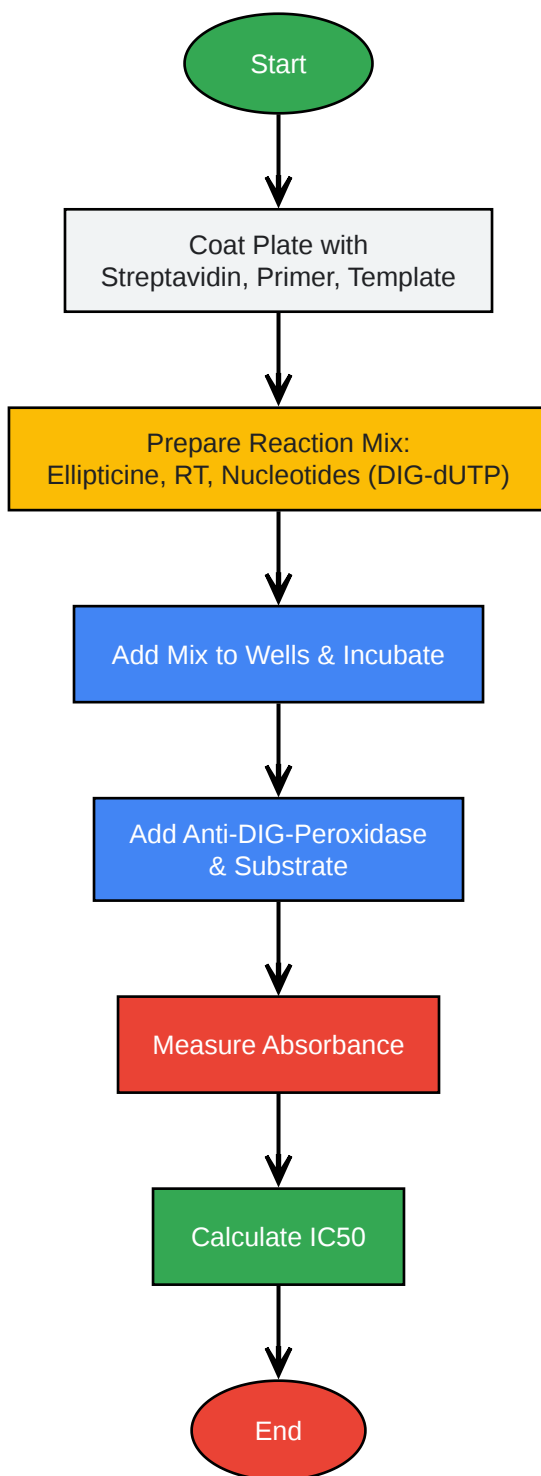 Start
Coat Plate with
Streptavidin, Primer, Template
Prepare Reaction Mix:
Ellipticine, RT, Nucleotides (DIG-dUTP)
Add Mix to Wells & Incubate
Add Anti-DIG-Peroxidase
& Substrate
Measure Absorbance
Calculate IC50
End